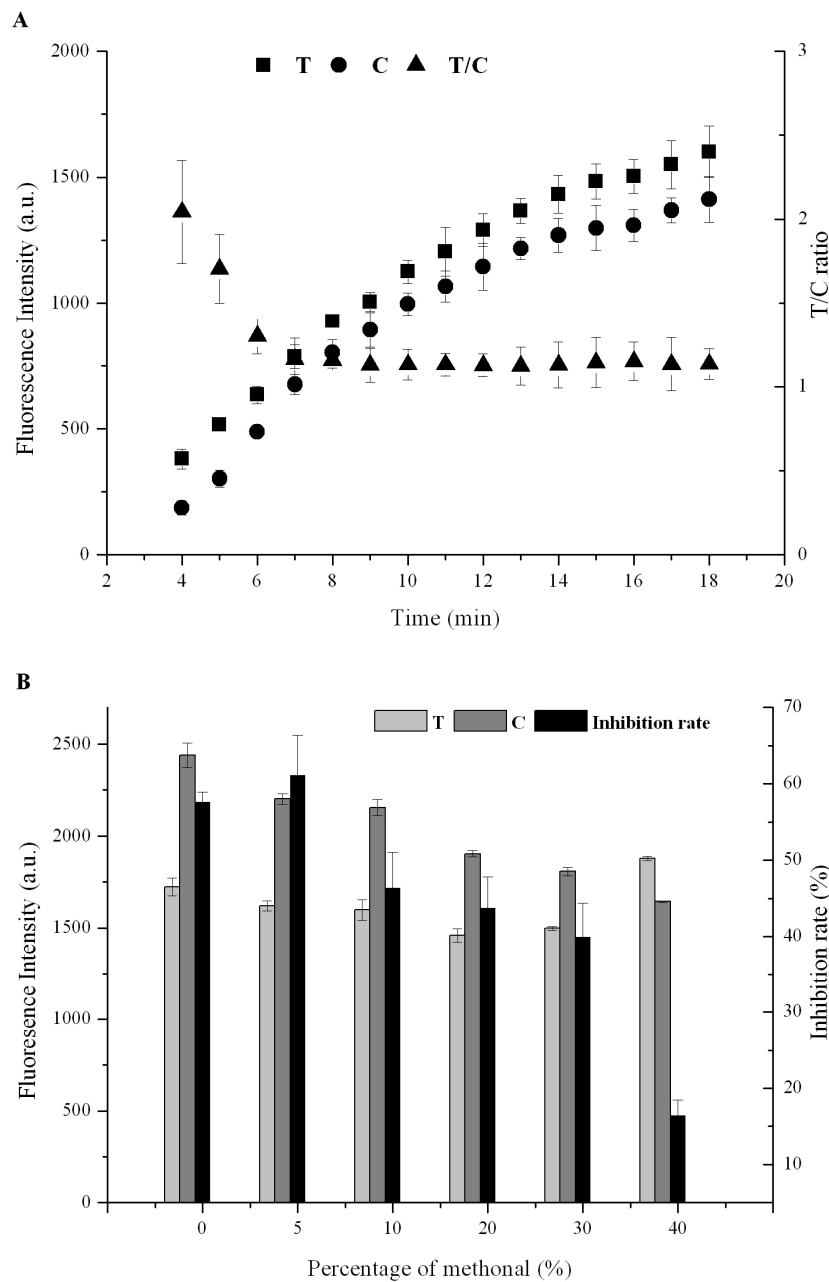 A
T C T/C
2000
1500
1000
500
0
Fluorescence Intensity (a.u.)
3
2
1
0
T/C ratio
2 4 6 8 10 12 14 16 18 20
Time (min)
B
T C Inhibition rate
2500
2000
1500
1000
500
0
Fluoresence Intensity (a.u.)
70
60
50
40
30
20
10
Inhibition rate (%)
0 5 10 20 30 40
Percentage of methonal (%)